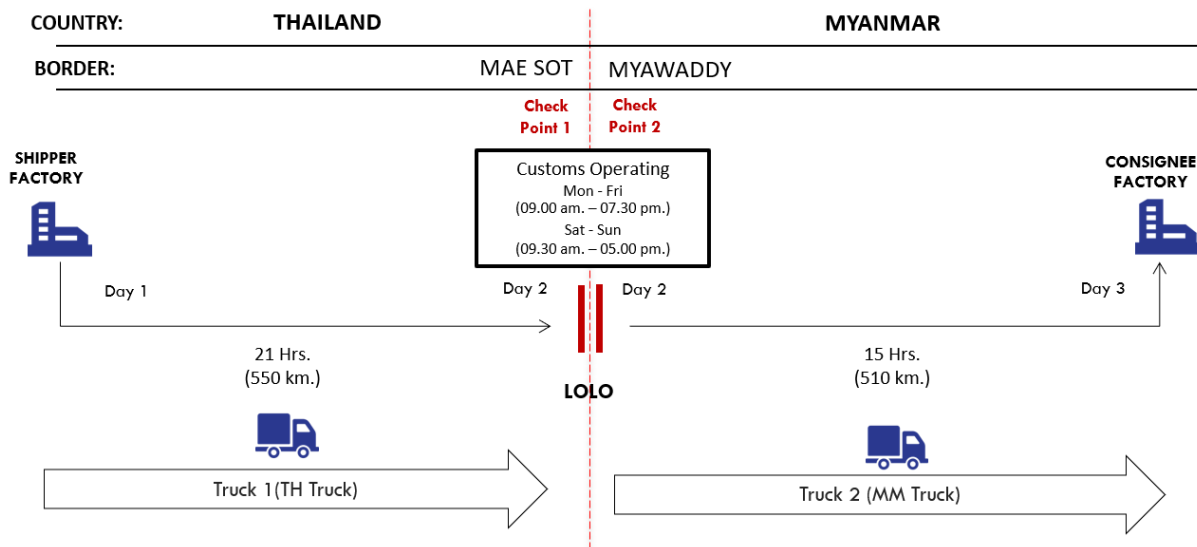 COUNTRY: THAILAND MYANMAR
BORDER: MAE SOT MYAWADDY
Check
Point 1
Check
Point 2
SHIPPER
FACTORY
Customs Operating
Mon - Fri
(09.00 am. – 07.30 pm.)
Sat - Sun
(09.30 am. – 05.00 pm.)
CONSIGNEE
FACTORY
Day 1
Day 2
Day 2
Day 3
21 Hrs.
(550 km.)
15 Hrs.
(510 km.)
LOLO
Truck 1(TH Truck)
Truck 2 (MM Truck)